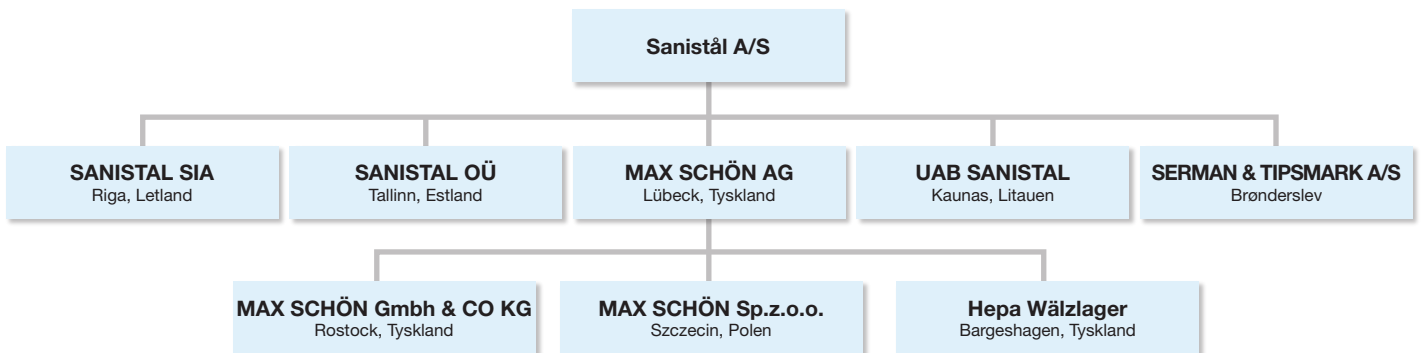 Sanistål A/S
SANISTAL SIA
Riga, Letland
SANISTAL OÜ
Tallinn, Estland
MAX SCHÖN AG
Lübeck, Tyskland
UAB SANISTAL
Kaunas, Litauen
SERMAN & TIPSMARK A/S
Brønderslev
MAX SCHÖN Gmbh & CO KG
Rostock, Tyskland
MAX SCHÖN Sp.z.o.o.
Szczecin, Polen
Hepa Wälzlager
Bargeshagen, Tyskland